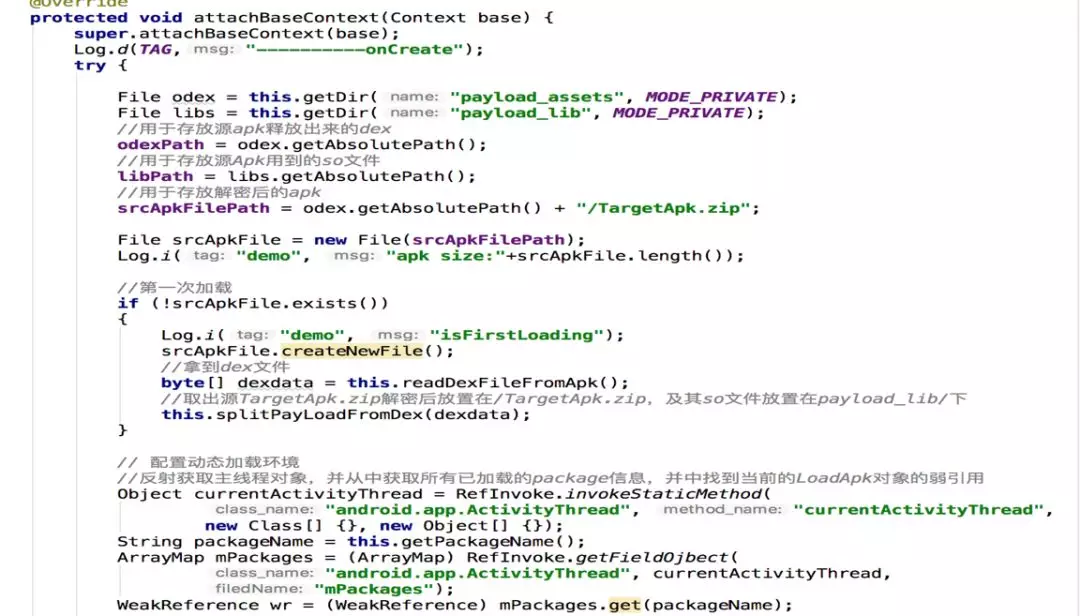 @Override
protected void attachBaseContext(Context base) {
super.attachBaseContext(base);
Log.d(TAG, msg: "----------onCreate");
try {
File odex = this.getDir( name: "payload_assets", MODE_PRIVATE);
File libs = this.getDir( name: "payload_lib", MODE_PRIVATE);
//用于存放源apk释放出来的dex
odexPath = odex.getAbsolutePath();
//用于存放源Apk用到的so文件
libPath = libs.getAbsolutePath();
//用于存放解密后的apk
srcApkFilePath = odex.getAbsolutePath() + "/TargetApk.zip";
File srcApkFile = new File(srcApkFilePath);
Log.i( tag: "demo", msg: "apk size:"+srcApkFile.length());
//第一次加载
if (!srcApkFile.exists())
{
Log.i( tag: "demo", msg: "isFirstLoading");
srcApkFile.createNewFile();
//拿到dex文件
byte[] dexdata = this.readDexFileFromApk();
//取出源TargetApk.zip解密后放置在/TargetApk.zip，及其so文件放置在payload_lib/下
this.splitPayLoadFromDex(dexdata);
}
// 配置动态加载环境
//反射获取主线程对象，并从中获取所有已加载的package信息，并中找到当前的LoadApk对象的弱引用
Object currentActivityThread = RefInvoke.invokeStaticMethod(
class_name: "android.app.ActivityThread", method_name: "currentActivityThread",
new Class[] {}, new Object[] {});
String packageName = this.getPackageName();
ArrayMap mPackages = (ArrayMap) RefInvoke.getFieldOjbect(
class_name: "android.app.ActivityThread", currentActivityThread,
filedName: "mPackages");
WeakReference wr = (WeakReference) mPackages.get(packageName);